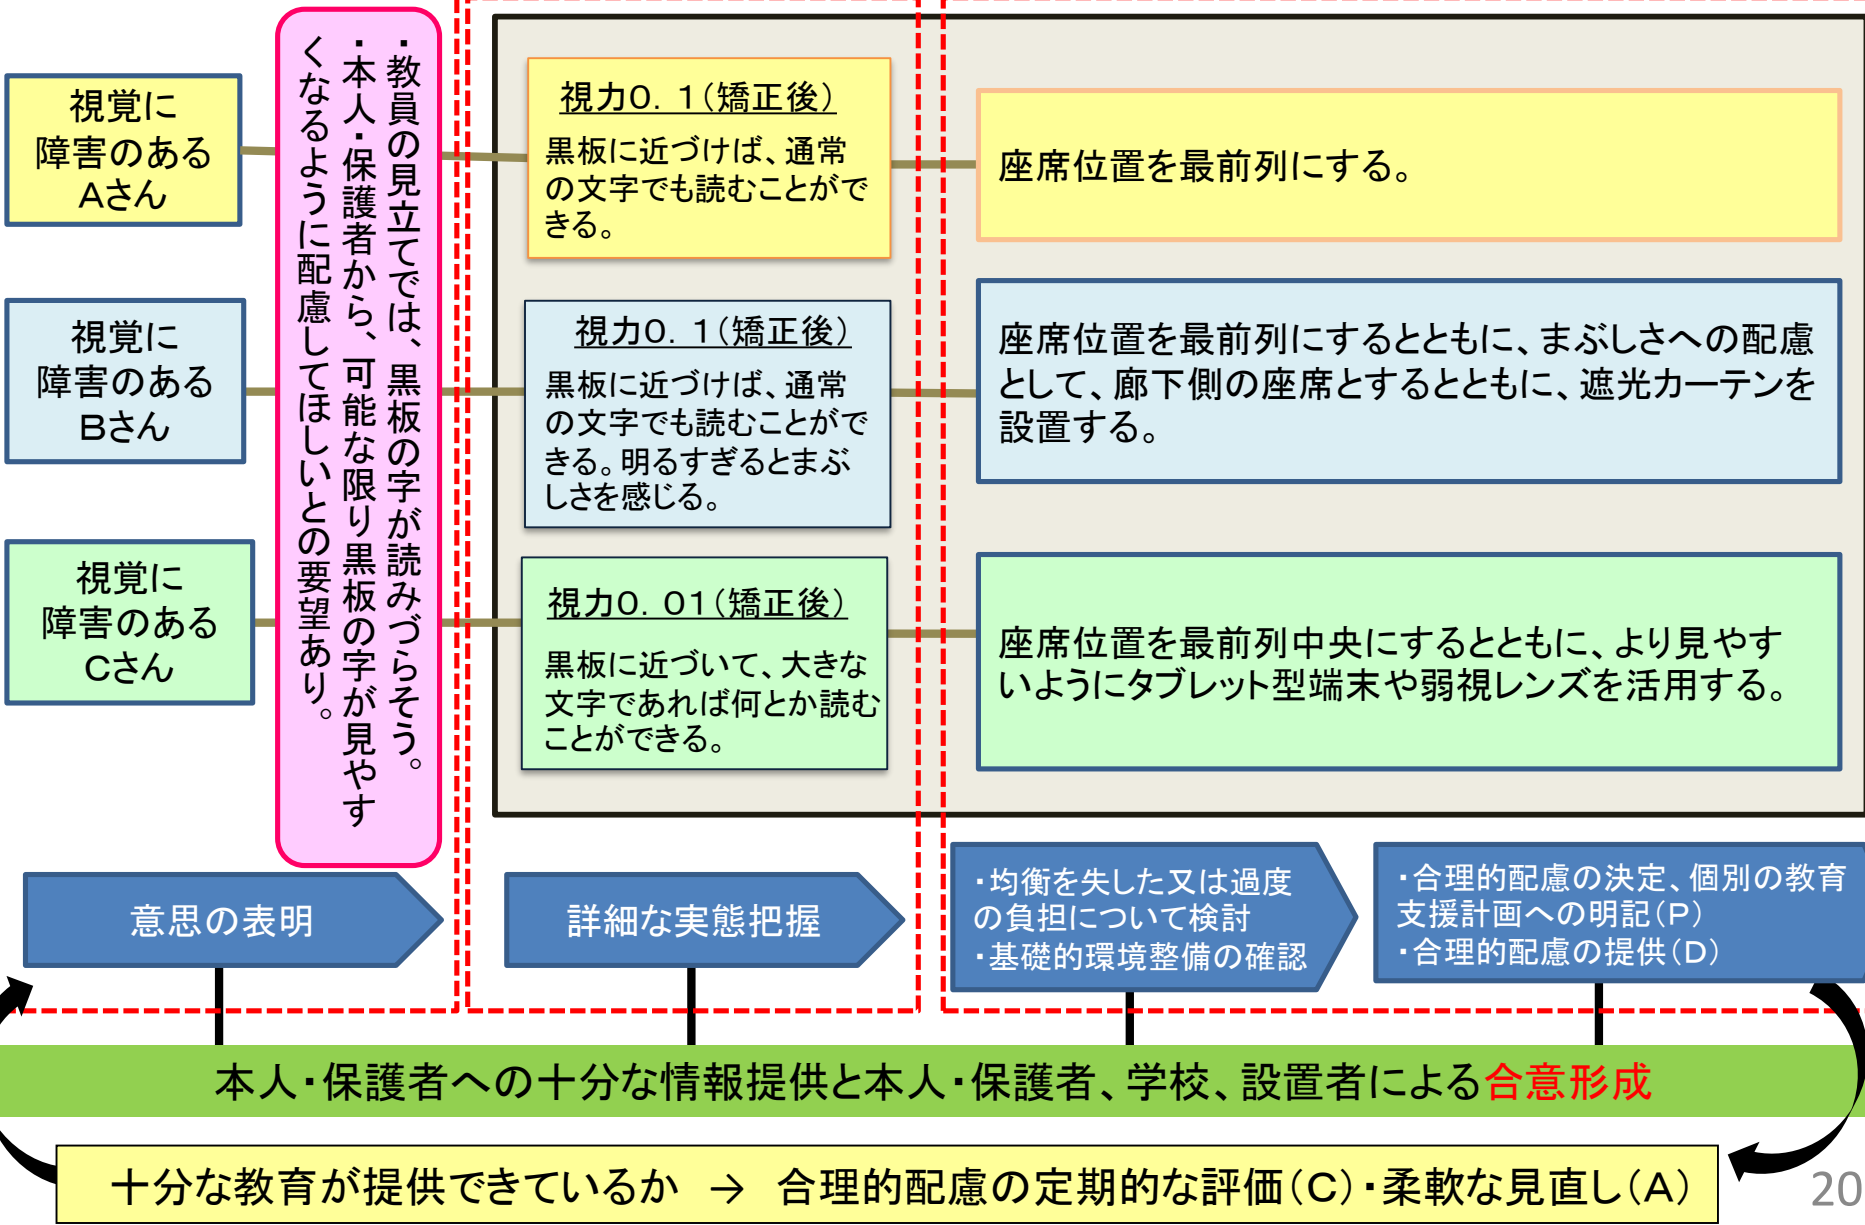 視覚に
障害のある
Aさん
視覚に
障害のある
Bさん
視覚に
障害のある
Cさん
・教員の見立てでは、黒板の字が読みづらそう。
・本人・保護者から、可能な限り黒板の字が見やす
くなるように配慮してほしいとの要望あり。
視力0．1（矯正後）
黒板に近づけば、通常
の文字でも読むことがで
きる。
視力0．1（矯正後）
黒板に近づけば、通常
の文字でも読むことがで
きる。明るすぎるとまぶ
しさを感じる。
視力0．01（矯正後）
黒板に近づいて、大きな
文字であれば何とか読む
ことができる。
座席位置を最前列にする。
座席位置を最前列にするとともに、まぶしさへの配慮
として、廊下側の座席とするとともに、遮光カーテンを
設置する。
座席位置を最前列中央にするとともに、より見やす
いようにタブレット型端末や弱視レンズを活用する。
意思の表明
詳細な実態把握
・均衡を失した又は過度
の負担について検討
・基礎的環境整備の確認
・合理的配慮の決定、個別の教育
支援計画への明記（P）
・合理的配慮の提供（D）
本人・保護者への十分な情報提供と本人・保護者、学校、設置者による合意形成
十分な教育が提供できているか → 合理的配慮の定期的な評価（C）・柔軟な見直し（A）
20